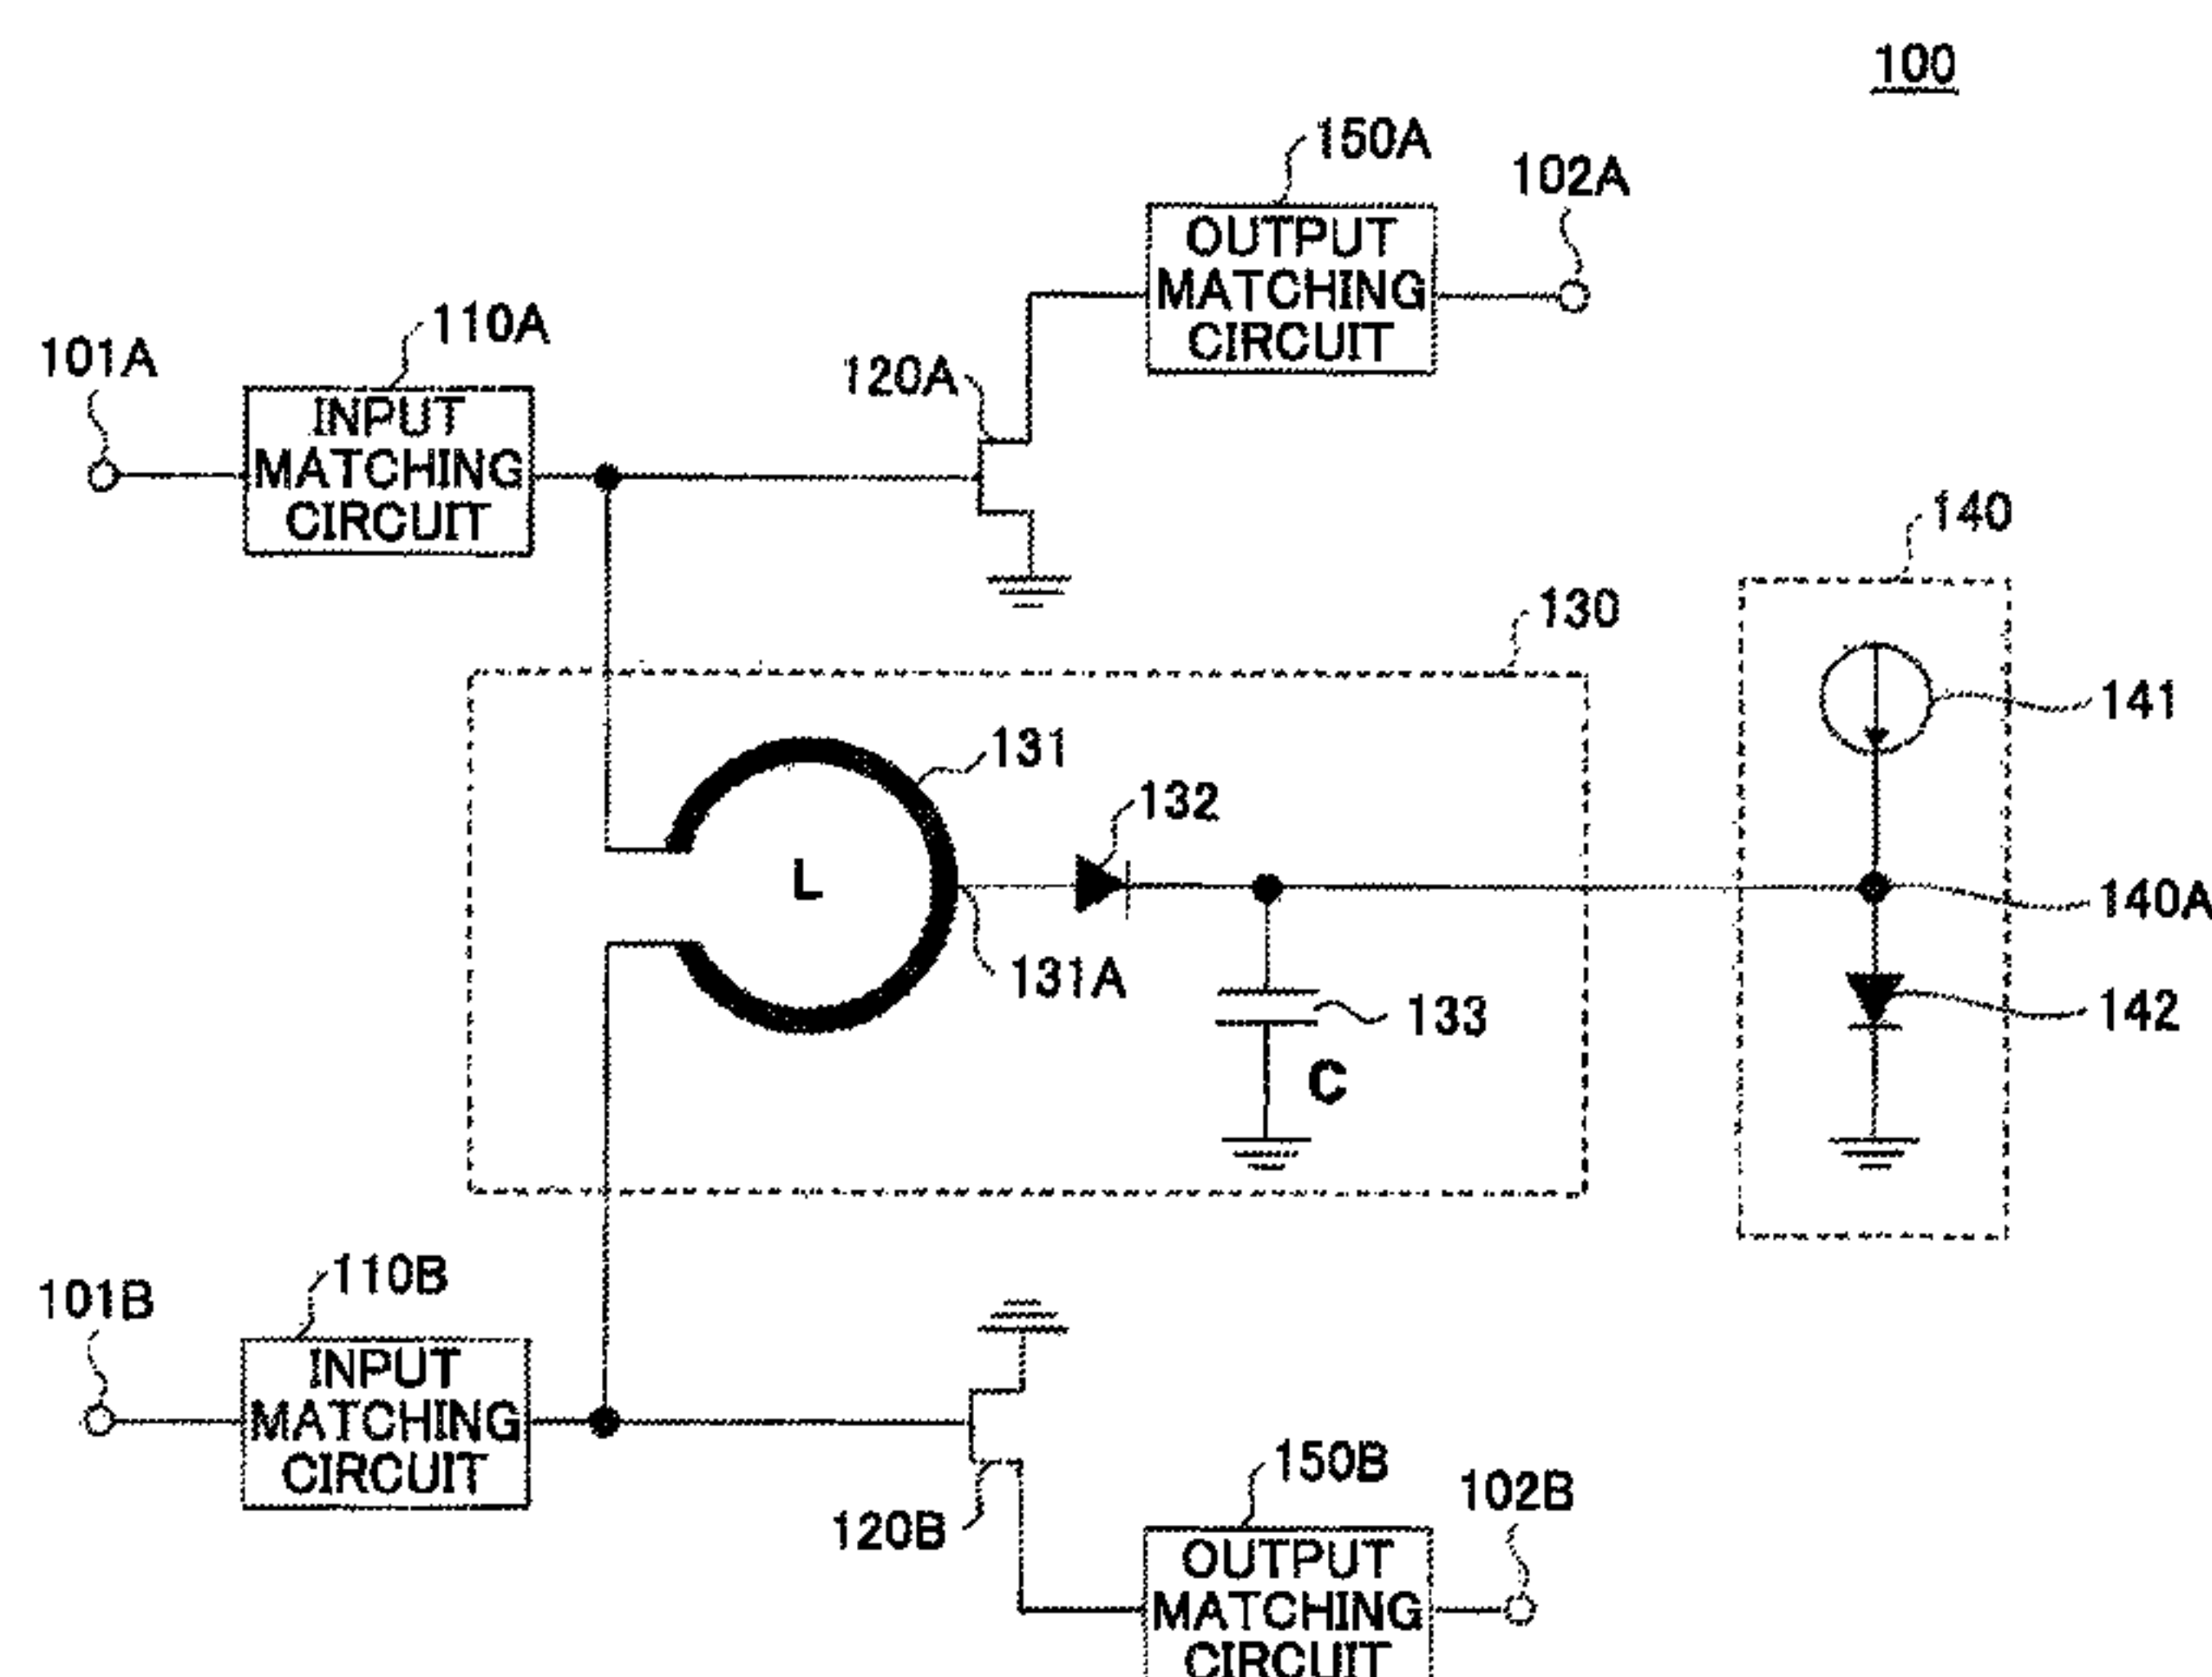 100
150A
102A
OUTPUT
MATCHING
CIRCUIT
110A
101A
120A
INPUT
MATCHING
CIRCUIT
140
130
131
141
132
L
140A
131A
133
142
C
110B
101B
INPUT
MATCHING
CIRCUIT
150B
102B
120B
OUTPUT
MATCHING
CIRCUIT